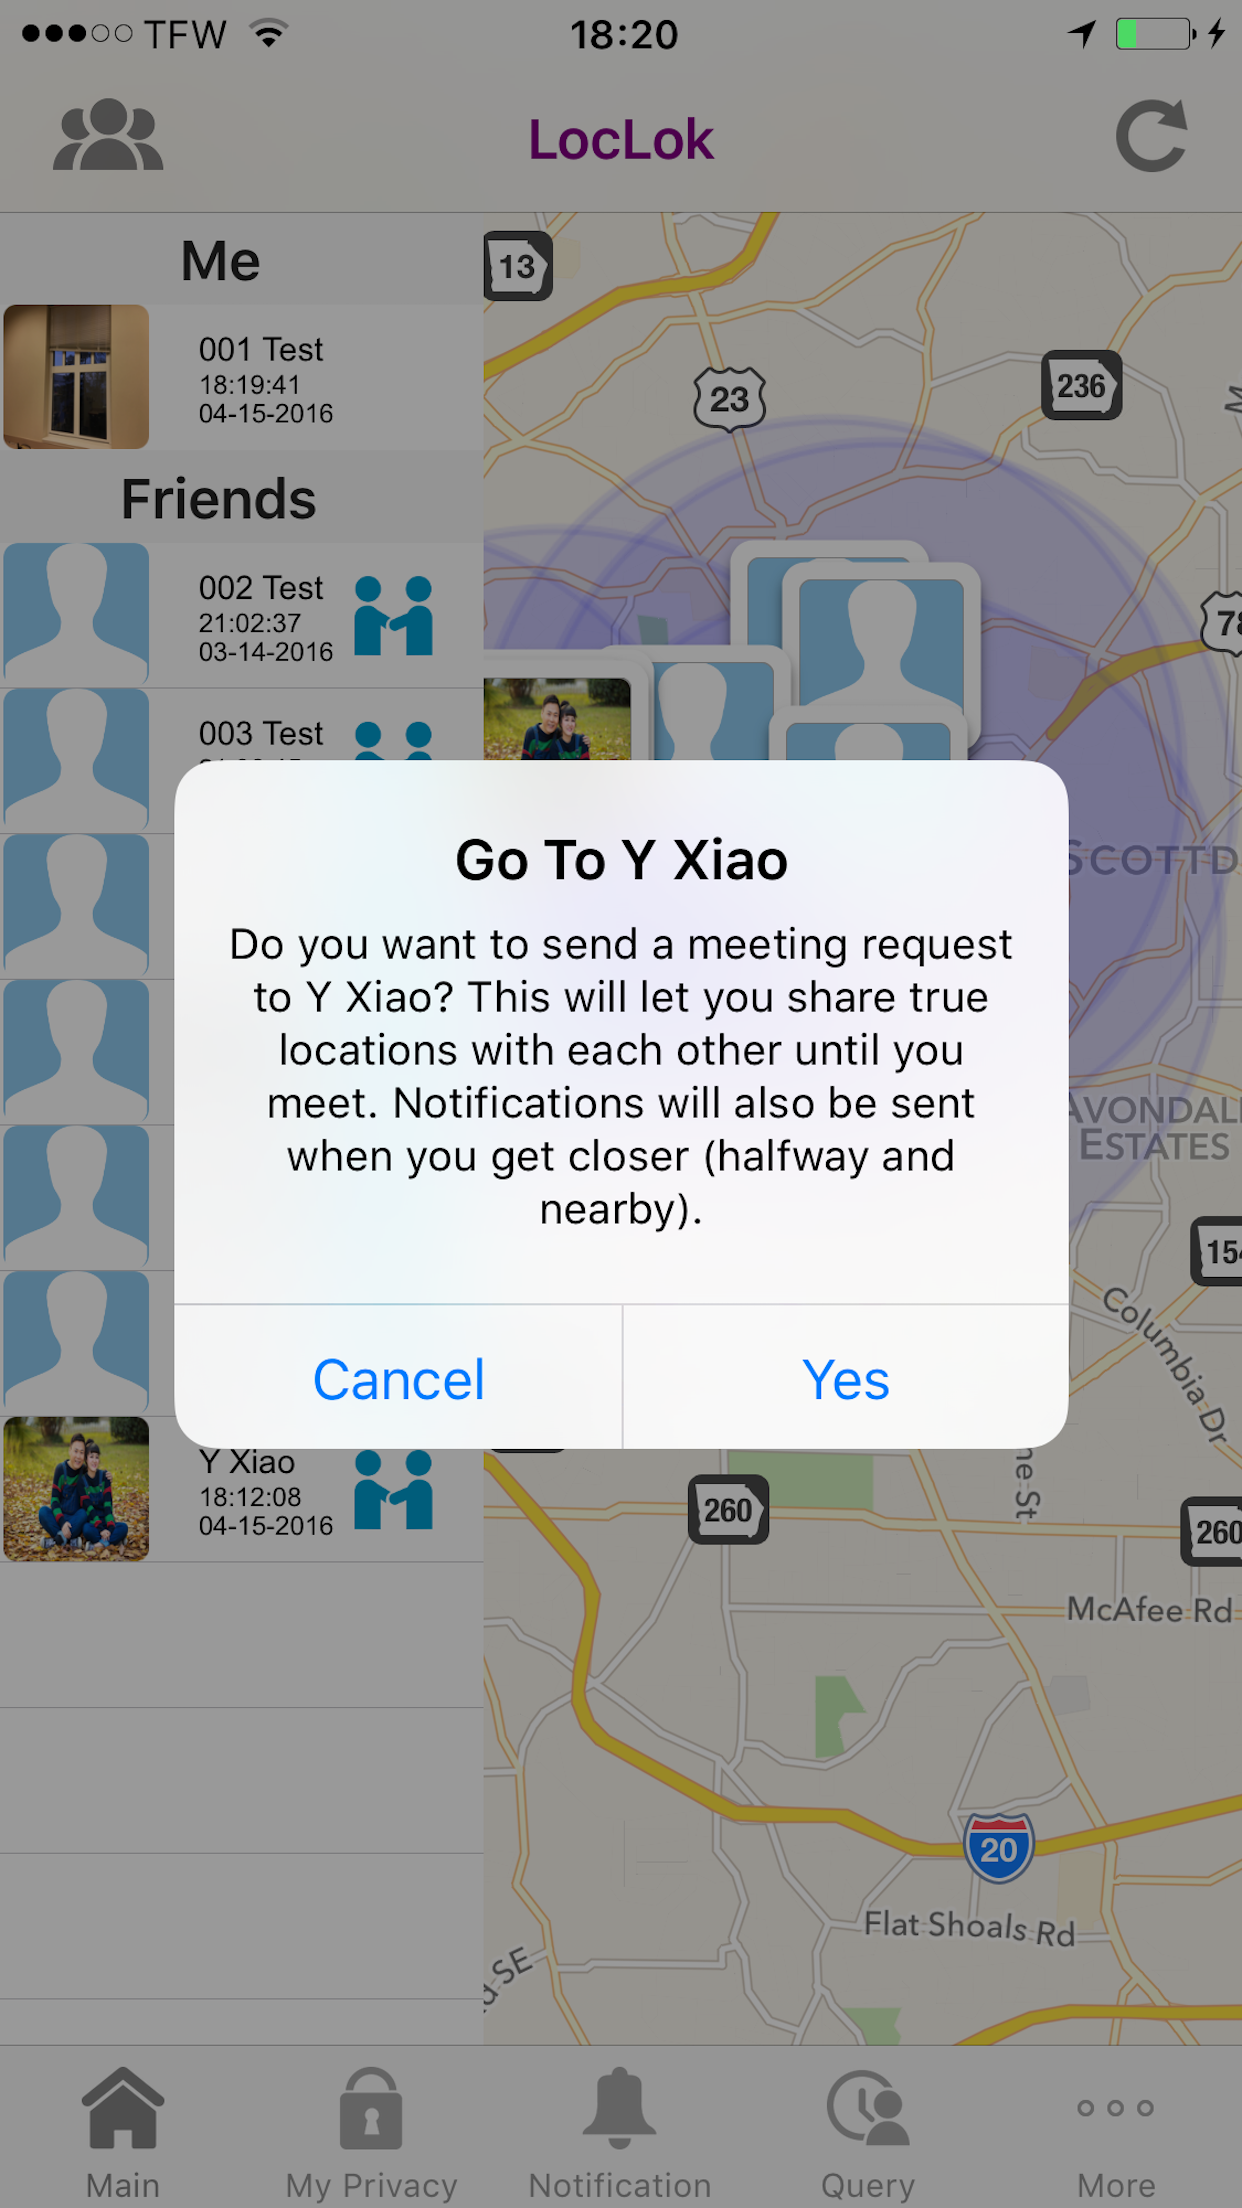 TFW
18:20
LocLok
Me
001 Test
18:19:41
04-15-2016
Friends
002 Test
21:02:37
03-14-2016
003 Test
Y Xiao
18:12:08
04-15-2016
13
23
236
78
SCOTTD
AVONDAL
ESTATES
154
Columbia Dr
ne St
260
260
McAfee Rd
20
Flat Shoals Rd
SE
Go To Y Xiao
Do you want to send a meeting request
to Y Xiao? This will let you share true
locations with each other until you
meet. Notifications will also be sent
when you get closer (halfway and
nearby).
Cancel
Yes
Main
My Privacy
Notification
Query
More